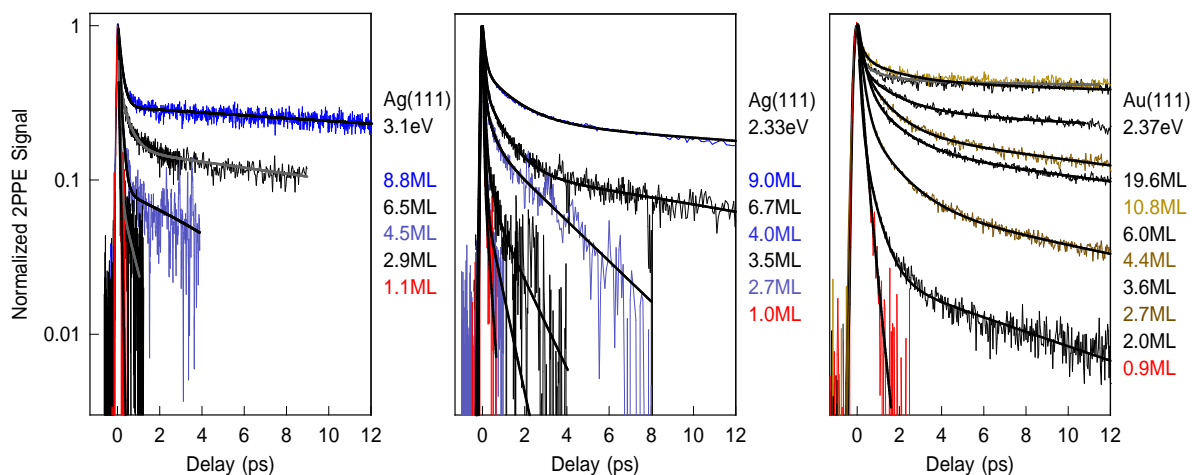 Normalized 2PPE Signal
1
0.1
0.01
0 2 4 6 8 10 12
Delay (ps)
Ag(111)
3.1eV
8.8ML
6.5ML
4.5ML
2.9ML
1.1ML
0 2 4 6 8 10 12
Delay (ps)
Ag(111)
2.33eV
9.0ML
6.7ML
4.0ML
3.5ML
2.7ML
1.0ML
0 2 4 6 8 10 12
Delay (ps)
Au(111)
2.37eV
19.6ML
10.8ML
6.0ML
4.4ML
3.6ML
2.7ML
2.0ML
0.9ML